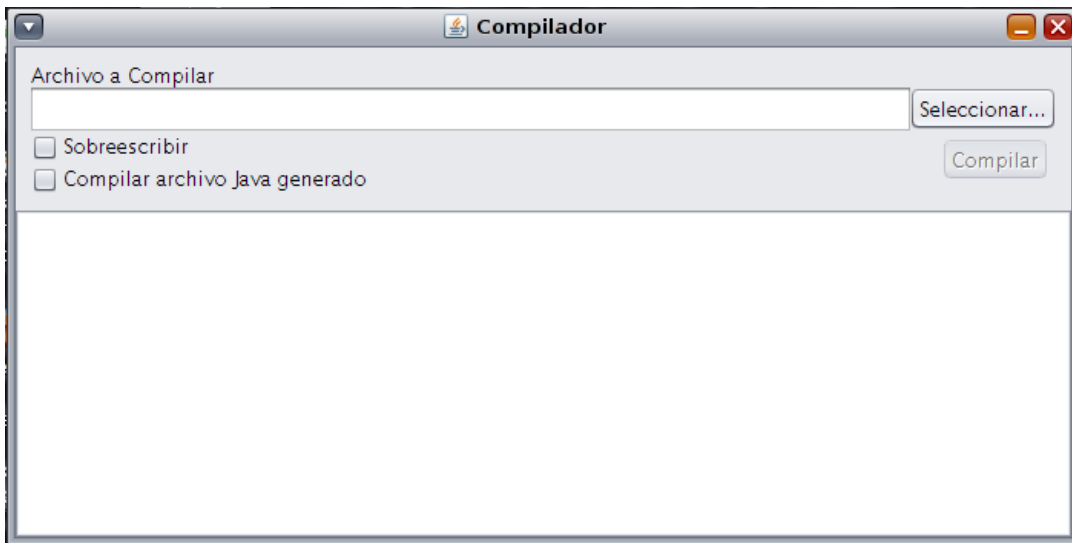 Compilador
Archivo a Compilar
Seleccionar...
Sobreescribir
Compilar
Compilar archivo Java generado